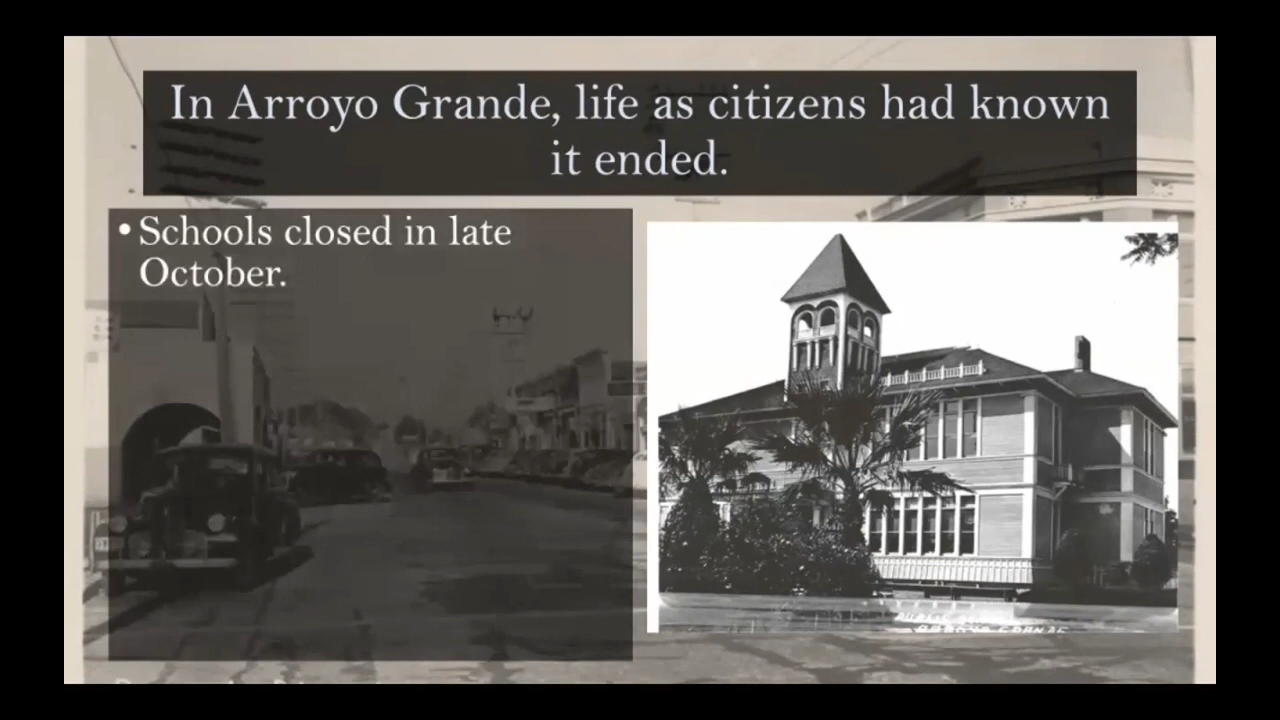 In Arroyo Grande, life as citizens had known
it ended.
• Schools closed in late
October.